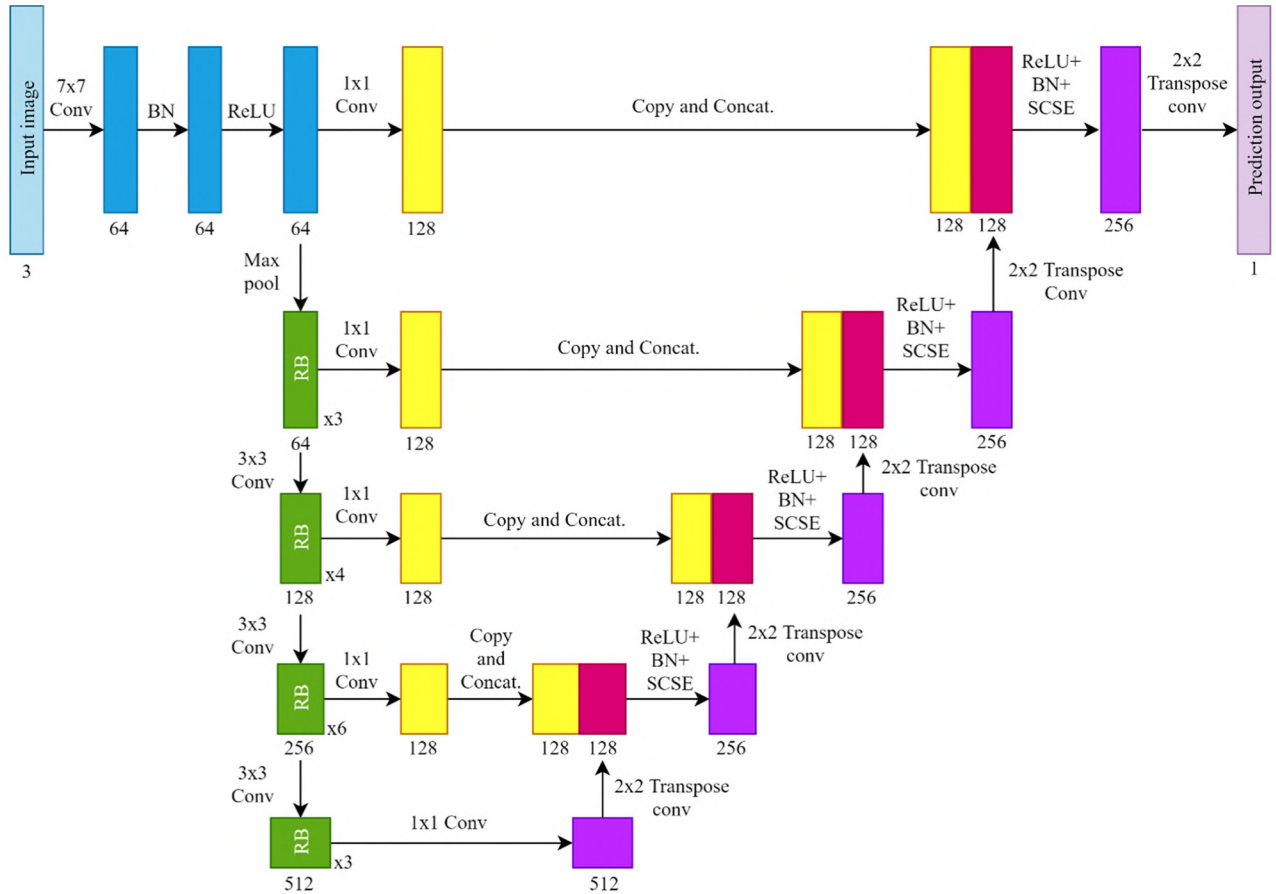 Input image
3
7x7
Conv
64
BN
64
ReLU
64
1x1
Conv
128
Copy and Concat.
128
128
ReLU+
BN+
SCSE
256
2x2
Transpose
conv
Prediction output
1
Max
pool
2x2 Transpose
Conv
RB
x3
64
1x1
Conv
128
Copy and Concat.
128
128
ReLU+
BN+
SCSE
256
3x3
Conv
2x2 Transpose
conv
RB
x4
128
1x1
Conv
128
Copy and Concat.
128
128
ReLU+
BN+
SCSE
256
3x3
Conv
2x2 Transpose
conv
RB
x6
256
1x1
Conv
128
Copy
and
Concat.
128
128
ReLU+
BN+
SCSE
256
3x3
Conv
2x2 Transpose
conv
RB
x3
512
1x1 Conv
512